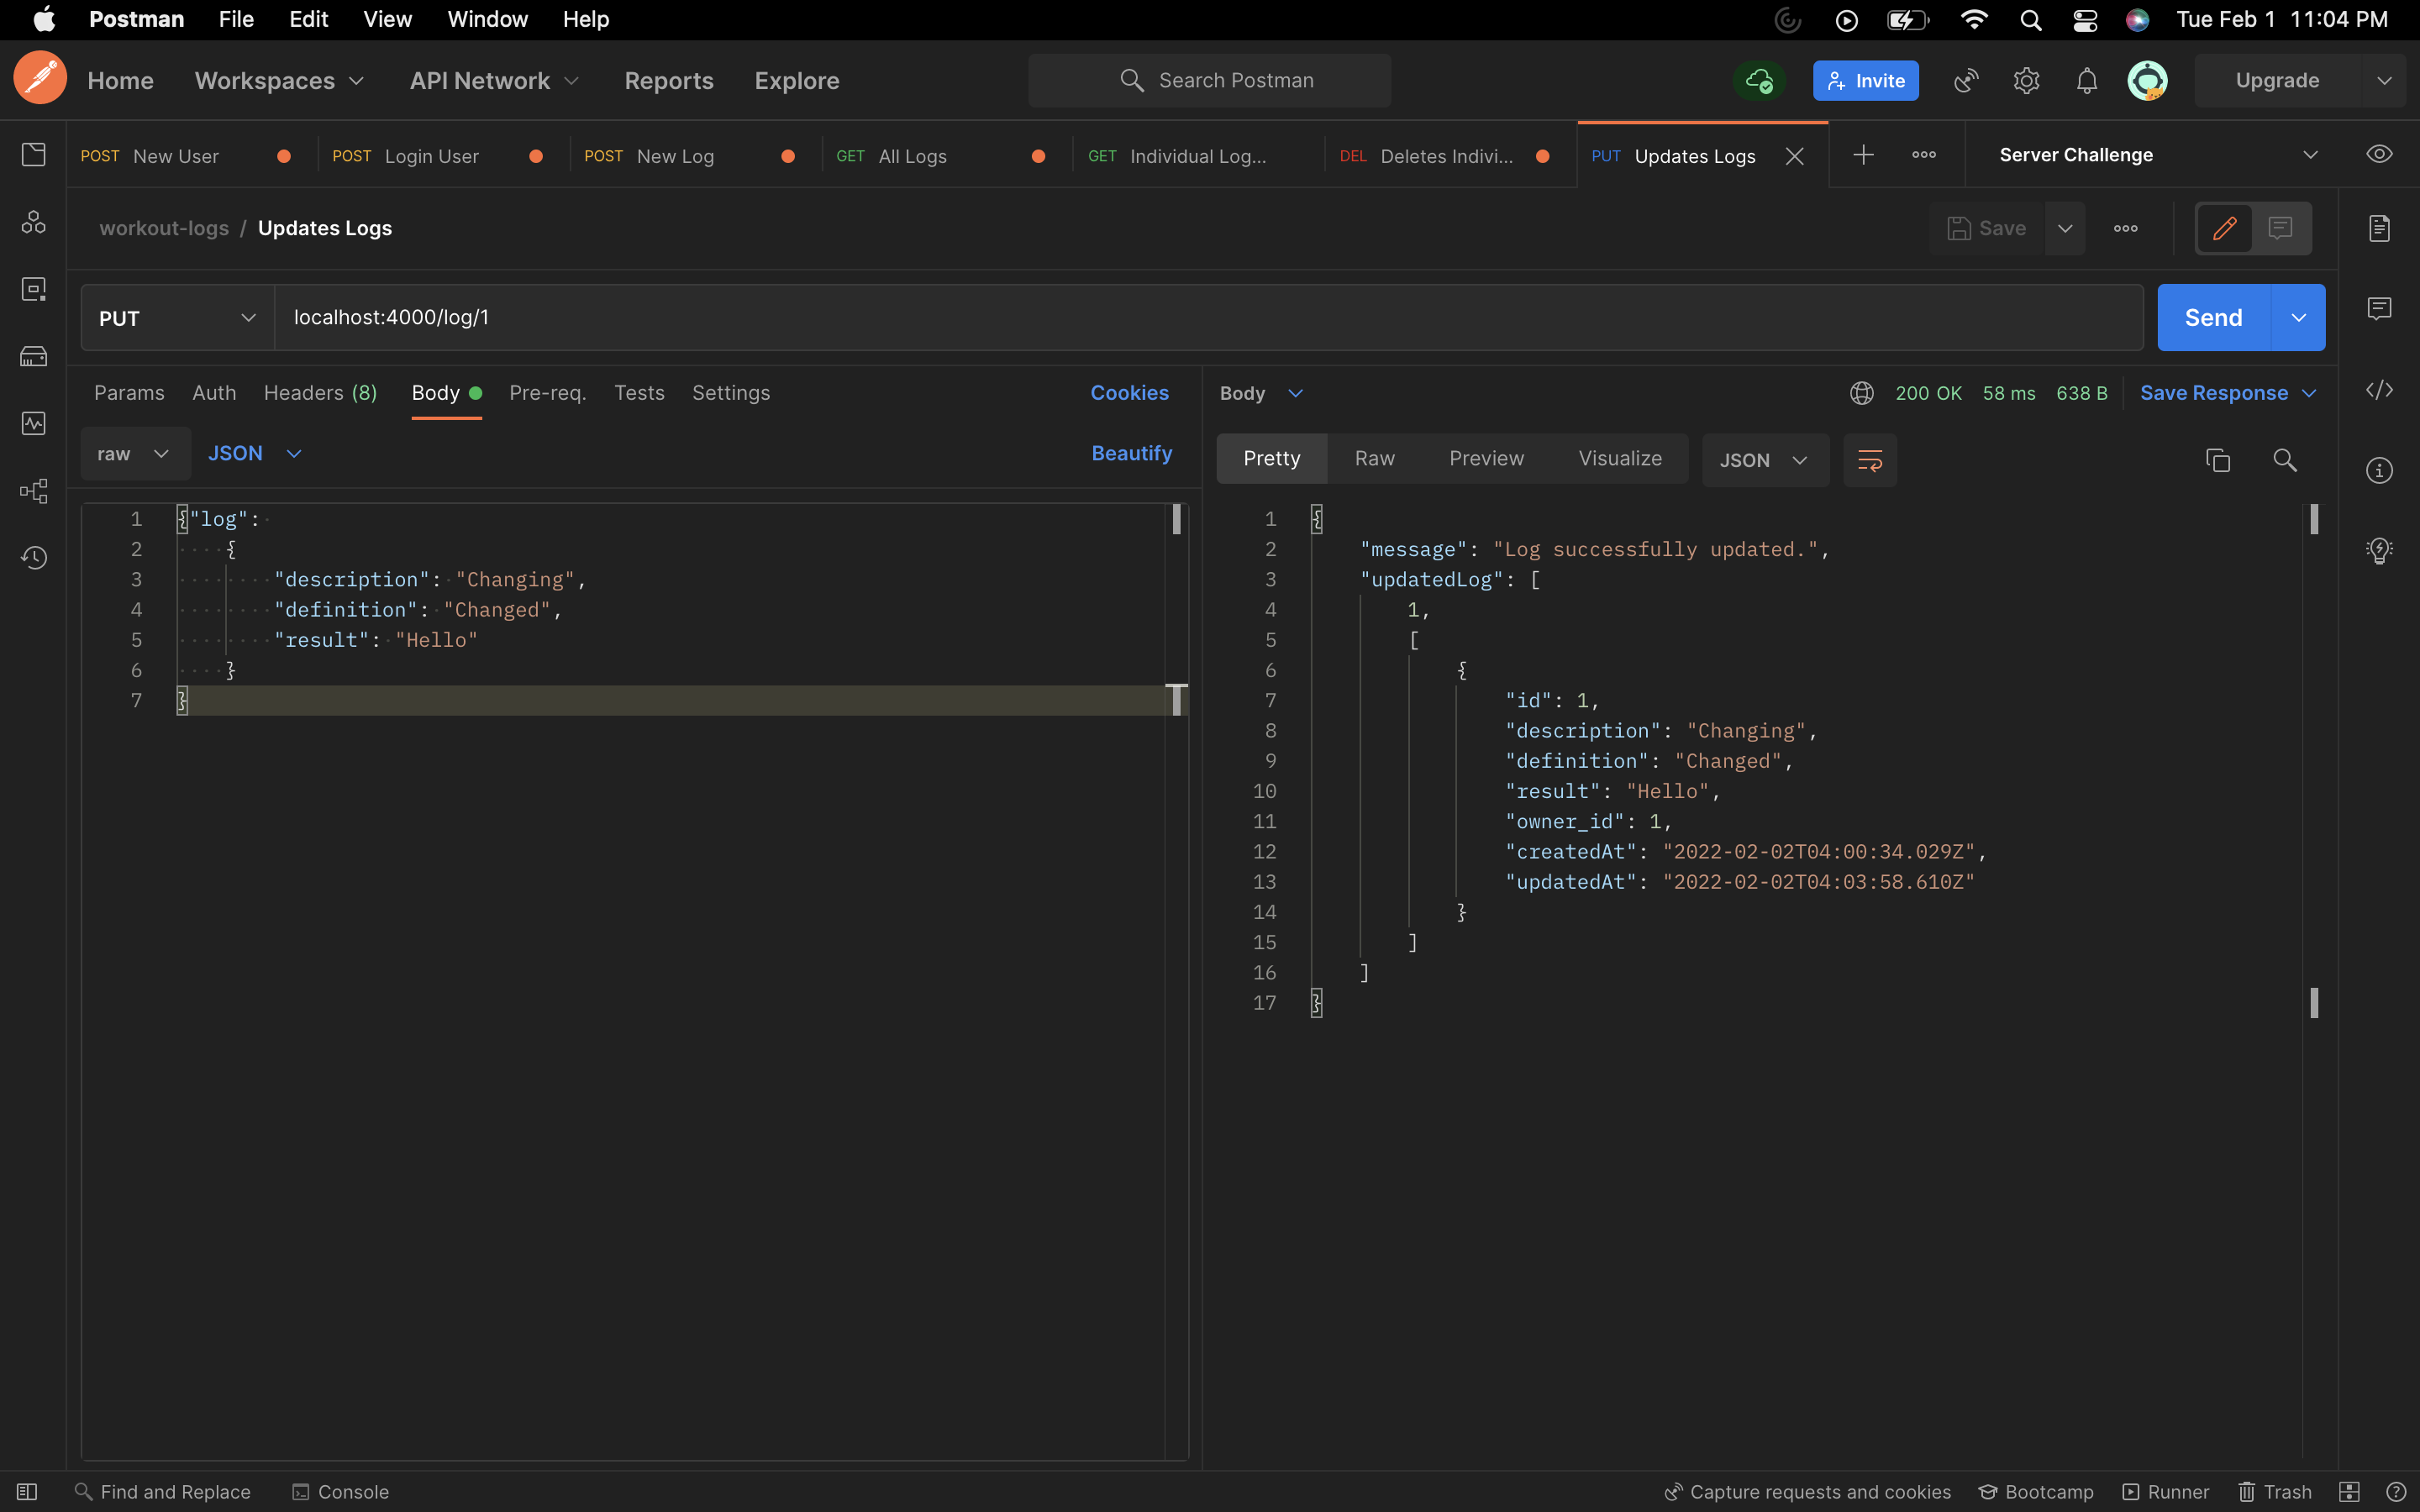 Postman File Edit View Window Help Tue Feb 1 11:04 PM
Home Workspaces API Network Reports Explore Search Postman Invite Upgrade
POST New User POST Login User POST New Log GET All Logs GET Individual Log... DEL Deletes Indivi... PUT Updates Logs Server Challenge
workout-logs / Updates Logs Save
PUT localhost:4000/log/1 Send
Params Auth Headers (8) Body Pre-req. Tests Settings Cookies
raw JSON Beautify
1 {"log":
2 {
3 "description": "Changing",
4 "definition": "Changed",
5 "result": "Hello"
6 }
7 }
Body 200 OK 58 ms 638 B Save Response
Pretty Raw Preview Visualize JSON
1 {
2 "message": "Log successfully updated.",
3 "updatedLog": [
4 1,
5 [
6 {
7 "id": 1,
8 "description": "Changing",
9 "definition": "Changed",
10 "result": "Hello",
11 "owner_id": 1,
12 "createdAt": "2022-02-02T04:00:34.029Z",
13 "updatedAt": "2022-02-02T04:03:58.610Z"
14 }
15 ]
16 ]
17 }
Find and Replace Console Capture requests and cookies Bootcamp Runner Trash